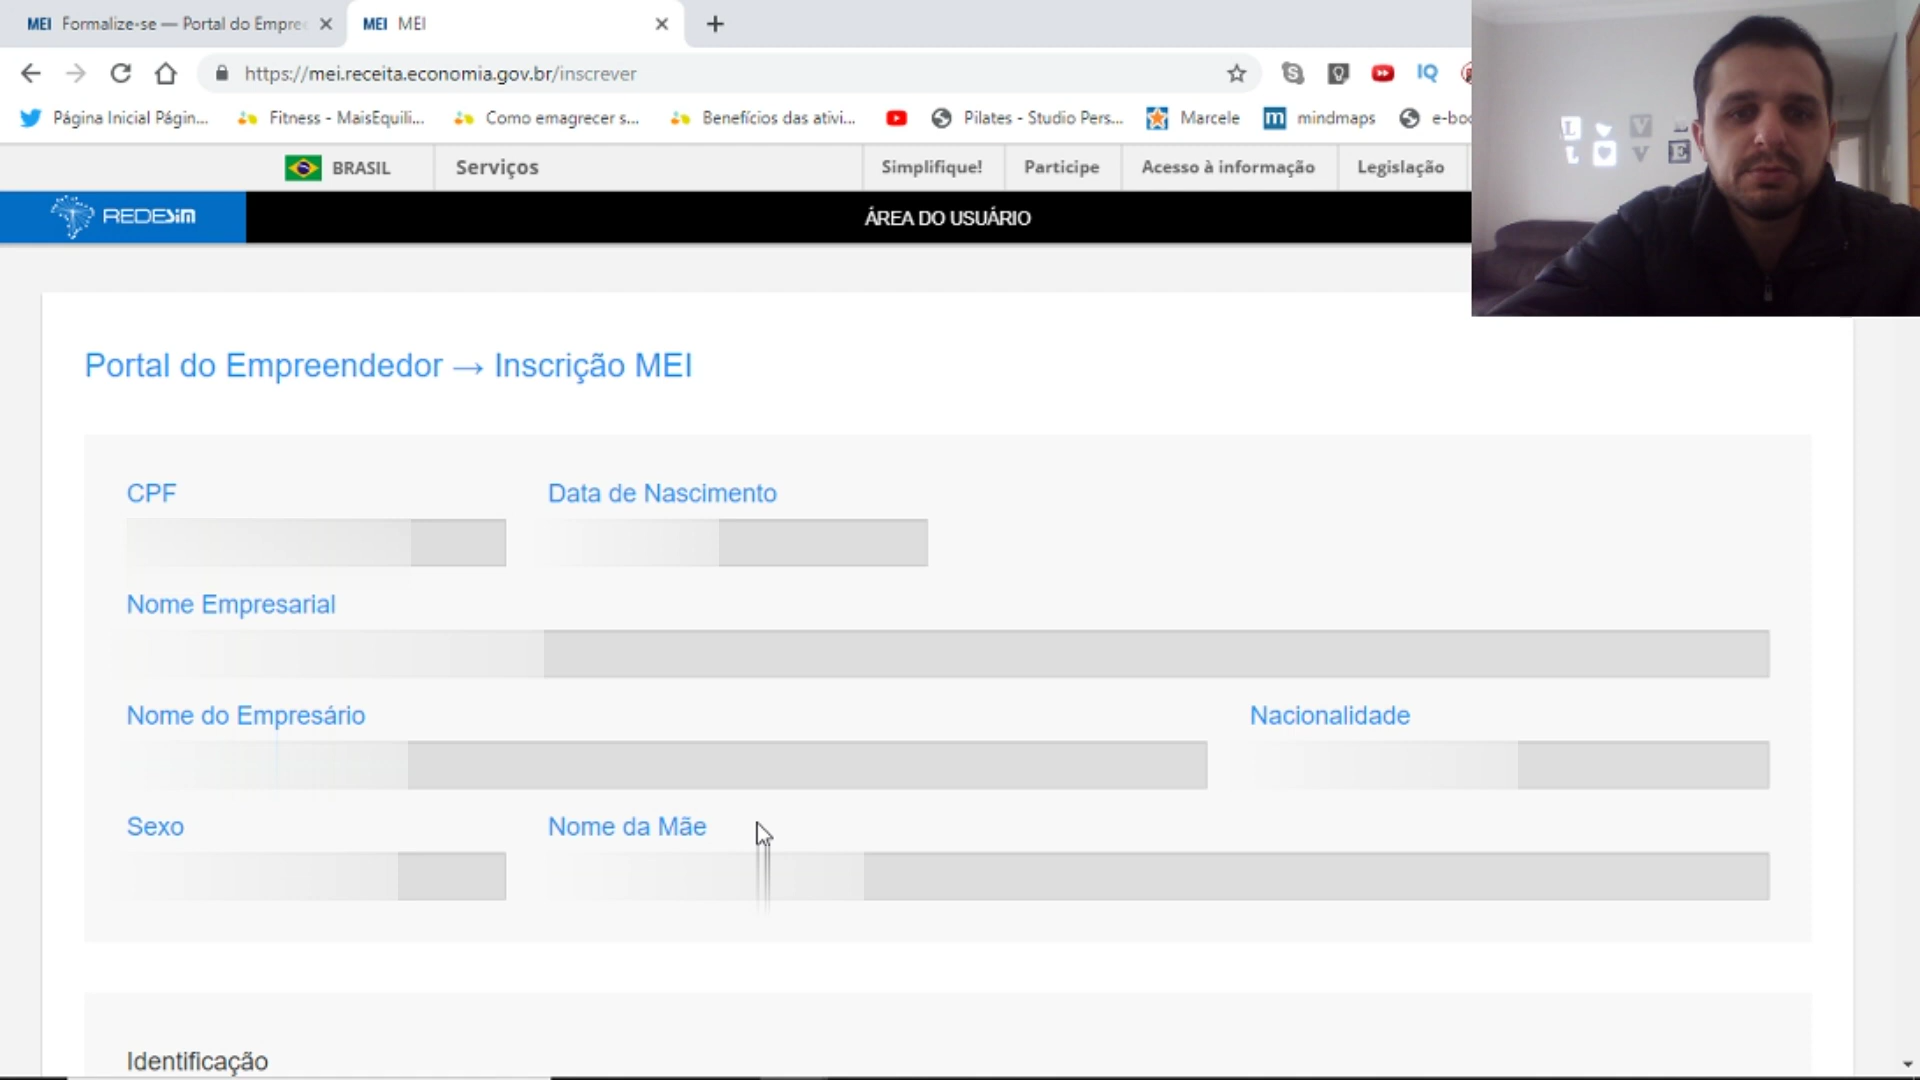 MEI Formalize-se — Portal do Empre
MEI MEI
https://mei.receita.economia.gov.br/inscrever
IQ
Página Inicial Págin...
Fitness - MaisEquili...
Como emagrecer s...
Benefícios das ativi...
Pilates - Studio Pers...
Marcele
m mindmaps
e-boo
BRASIL
Serviços
Simplifique!
Participe
Acesso à informação
Legislação
REDESIM
ÁREA DO USUÁRIO
Portal do Empreendedor → Inscrição MEI
CPF
Data de Nascimento
Nome Empresarial
Nome do Empresário
Nacionalidade
Sexo
Nome da Mãe
Identificação